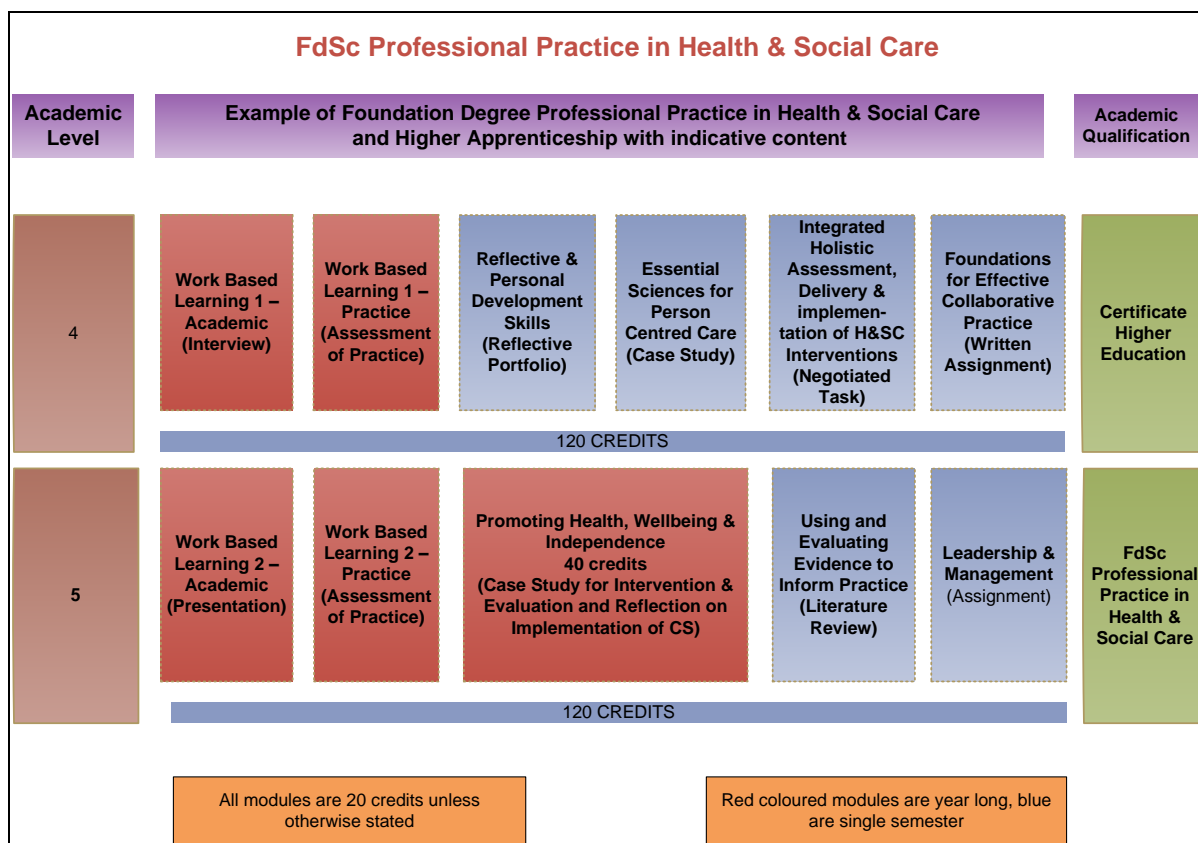 FdSc Professional Practice in Health & Social Care
Academic
Level
Example of Foundation Degree Professional Practice in Health & Social Care
and Higher Apprenticeship with indicative content
Academic
Qualification
4
Work Based
Learning 1 –
Academic
(Interview)
Work Based
Learning 1 –
Practice
(Assessment
of Practice)
Reflective &
Personal
Development
Skills
(Reflective
Portfolio)
Essential
Sciences for
Person
Centred Care
(Case Study)
Integrated
Holistic
Assessment,
Delivery &
implemen-
tation of H&SC
Interventions
(Negotiated
Task)
Foundations
for Effective
Collaborative
Practice
(Written
Assignment)
Certificate
Higher
Education
120 CREDITS
5
Work Based
Learning 2 –
Academic
(Presentation)
Work Based
Learning 2 –
Practice
(Assessment
of Practice)
Promoting Health, Wellbeing &
Independence
40 credits
(Case Study for Intervention &
Evaluation and Reflection on
Implementation of CS)
Using and
Evaluating
Evidence to
Inform Practice
(Literature
Review)
Leadership &
Management
(Assignment)
FdSc
Professional
Practice in
Health &
Social Care
120 CREDITS
All modules are 20 credits unless
otherwise stated
Red coloured modules are year long, blue
are single semester